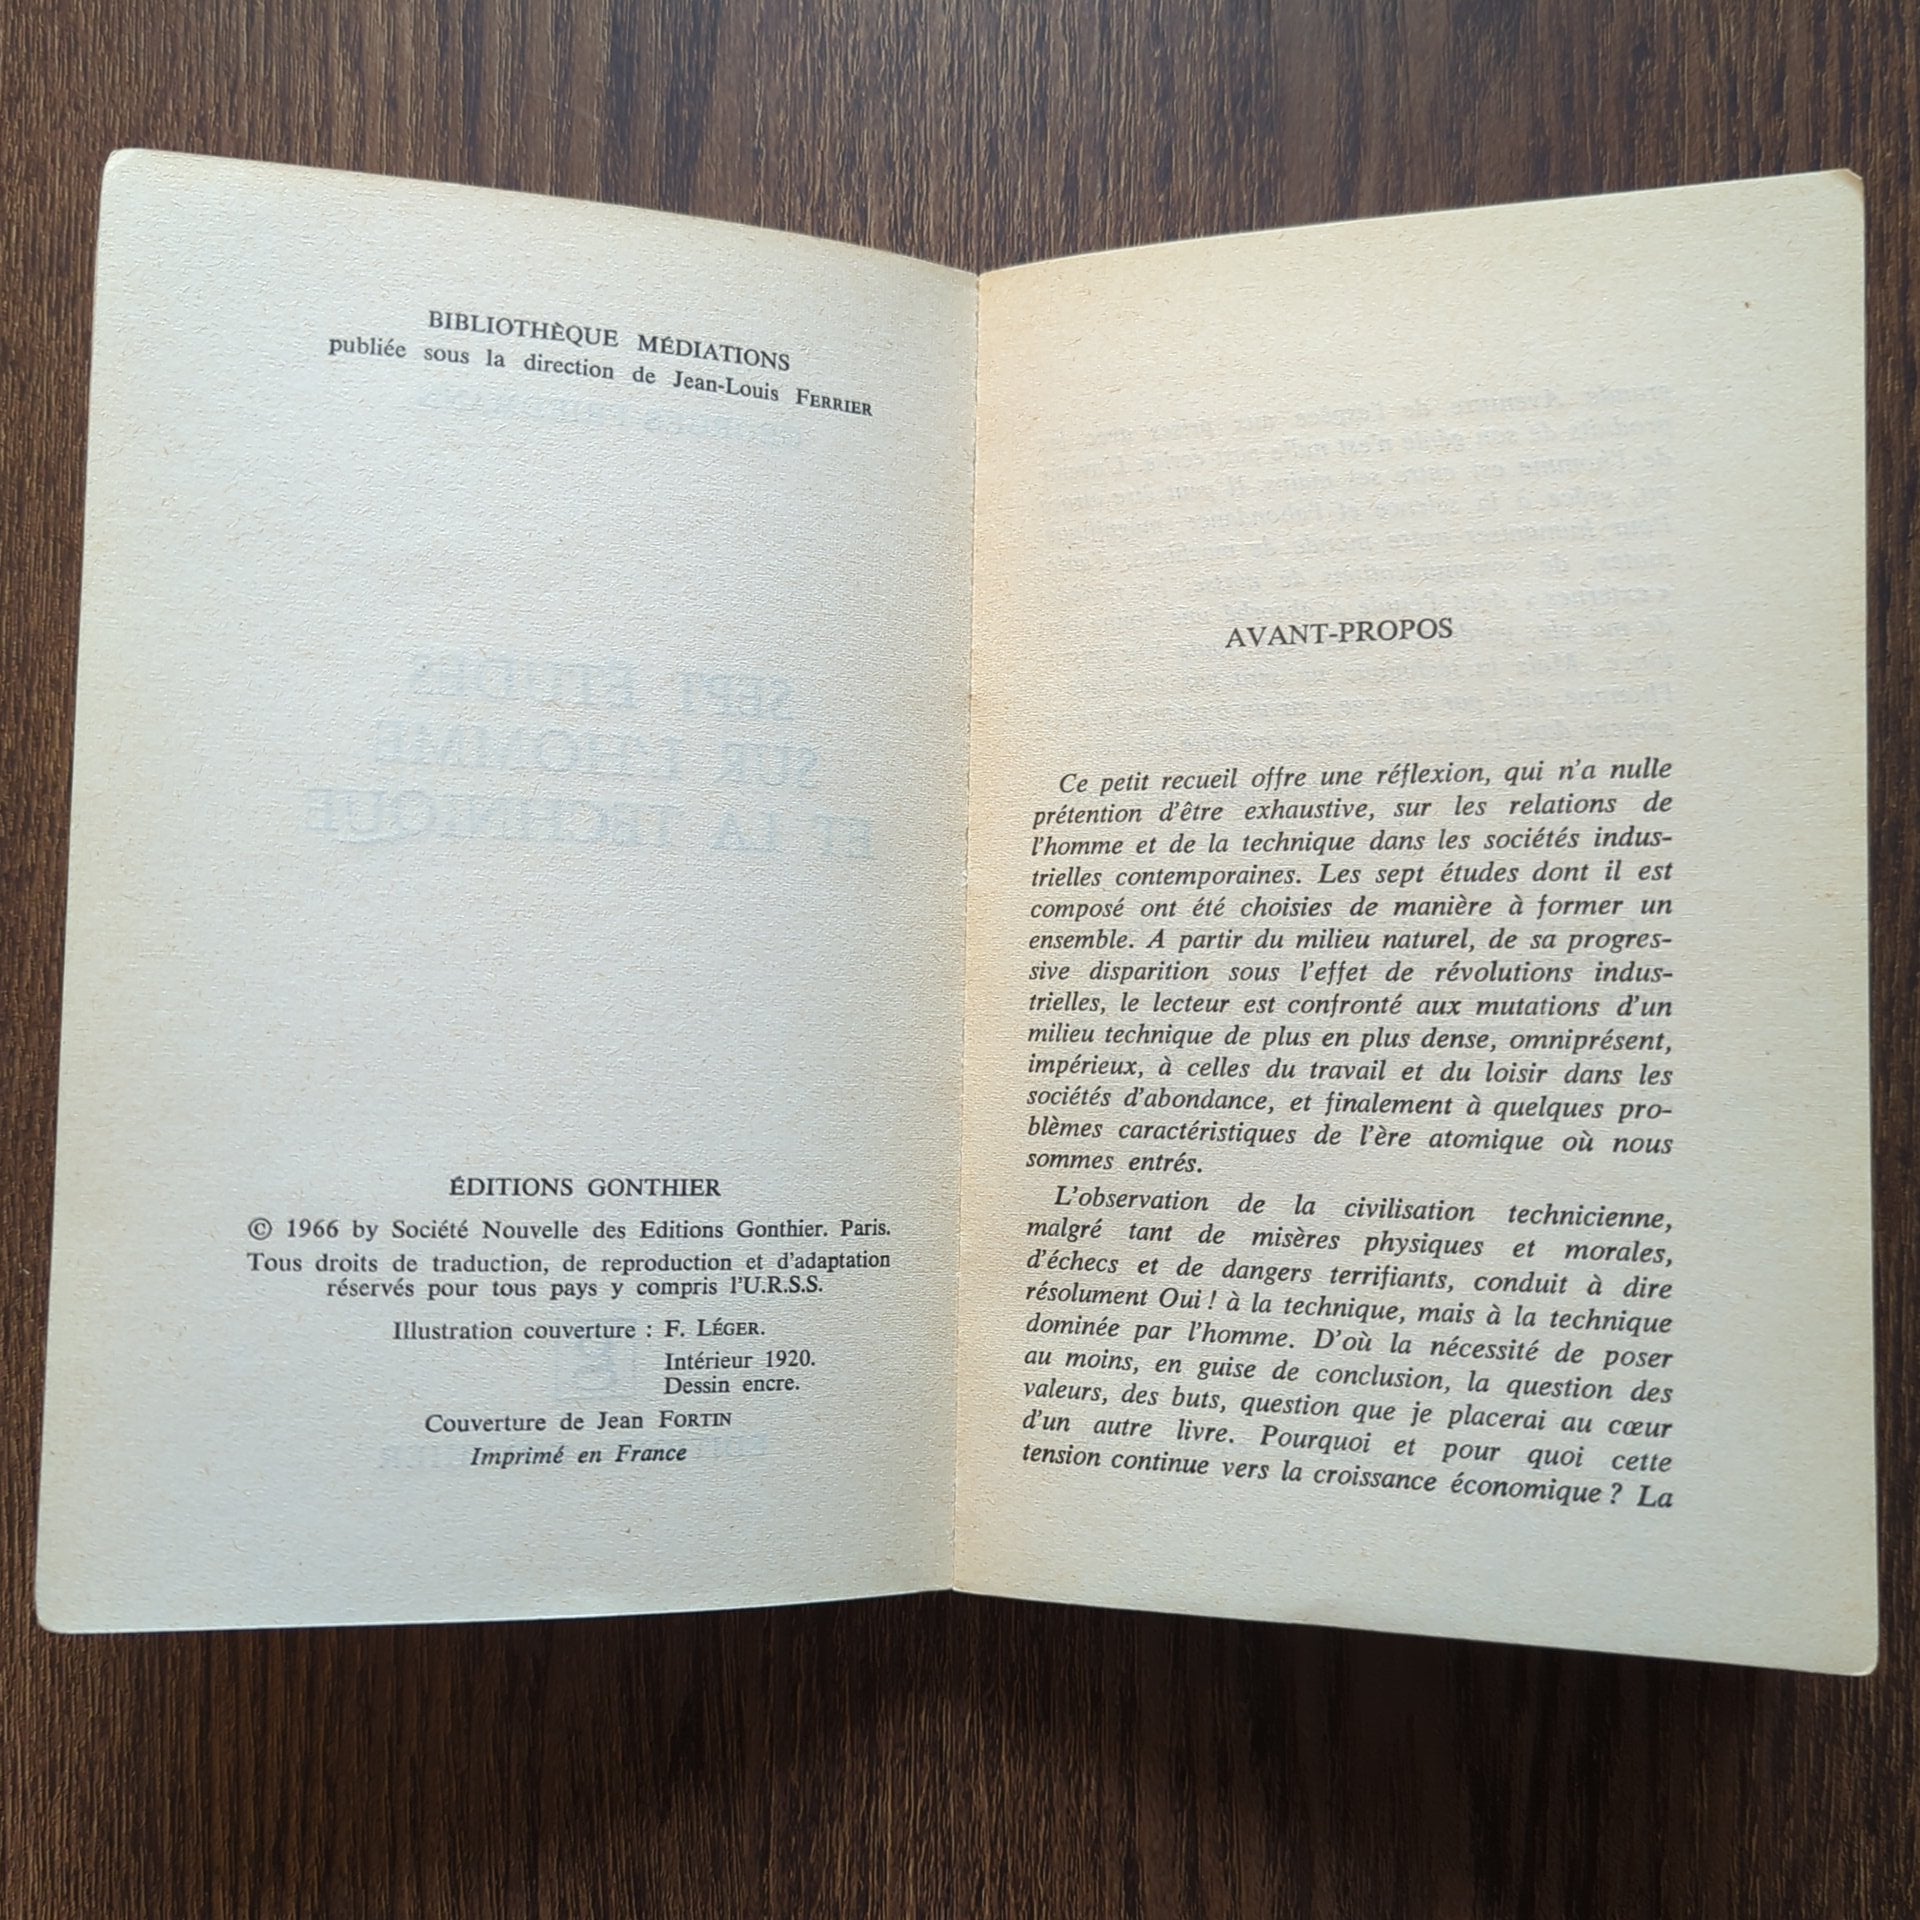 BIBLIOTHÈQUE MÉDIATIONS
publiée sous la direction de Jean-Louis FERRIER
ÉDITIONS GONTHIER
© 1966 by Société Nouvelle des Editions Gonthier. Paris.
Tous droits de traduction, de reproduction et d'adaptation
réservés pour tous pays y compris l'U.R.S.S.
Illustration couverture : F. LÉGER.
Intérieur 1920.
Dessin encre.
Couverture de Jean FORTIN
Imprimé en France
AVANT-PROPOS
Ce petit recueil offre une réflexion, qui n'a nulle
prétention d'être exhaustive, sur les relations de
l'homme et de la technique dans les sociétés indus-
trielles contemporaines. Les sept études dont il est
composé ont été choisies de manière à former un
ensemble. A partir du milieu naturel, de sa progres-
sive disparition sous l'effet de révolutions indus-
trielles, le lecteur est confronté aux mutations d'un
milieu technique de plus en plus dense, omniprésent,
impérieux, à celles du travail et du loisir dans les
sociétés d'abondance, et finalement à quelques pro-
blèmes caractéristiques de l'ère atomique où nous
sommes entrés.
L'observation de la civilisation technicienne,
malgré tant de misères physiques et morales,
d'échecs et de dangers terrifiants, conduit à dire
résolument Oui ! à la technique, mais à la technique
dominée par l'homme. D'où la nécessité de poser
au moins, en guise de conclusion, la question des
valeurs, des buts, question que je placerai au cœur
d'un autre livre. Pourquoi et pour quoi cette
tension continue vers la croissance économique ? La